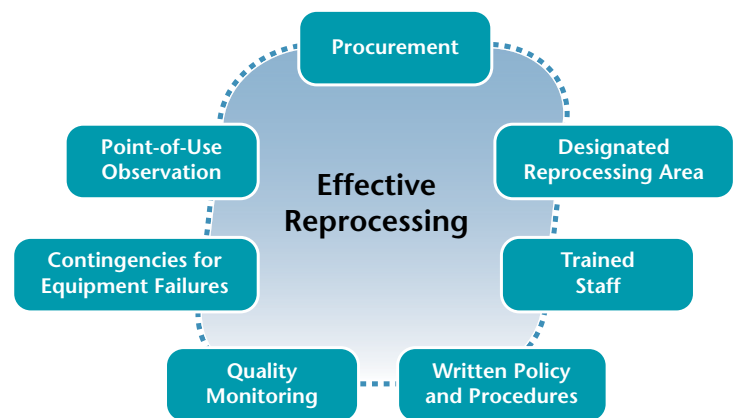 Procurement
Point-of-Use
Observation
Designated
Reprocessing Area
Effective
Reprocessing
Contingencies for
Equipment Failures
Trained
Staff
Quality
Monitoring
Written Policy
and Procedures